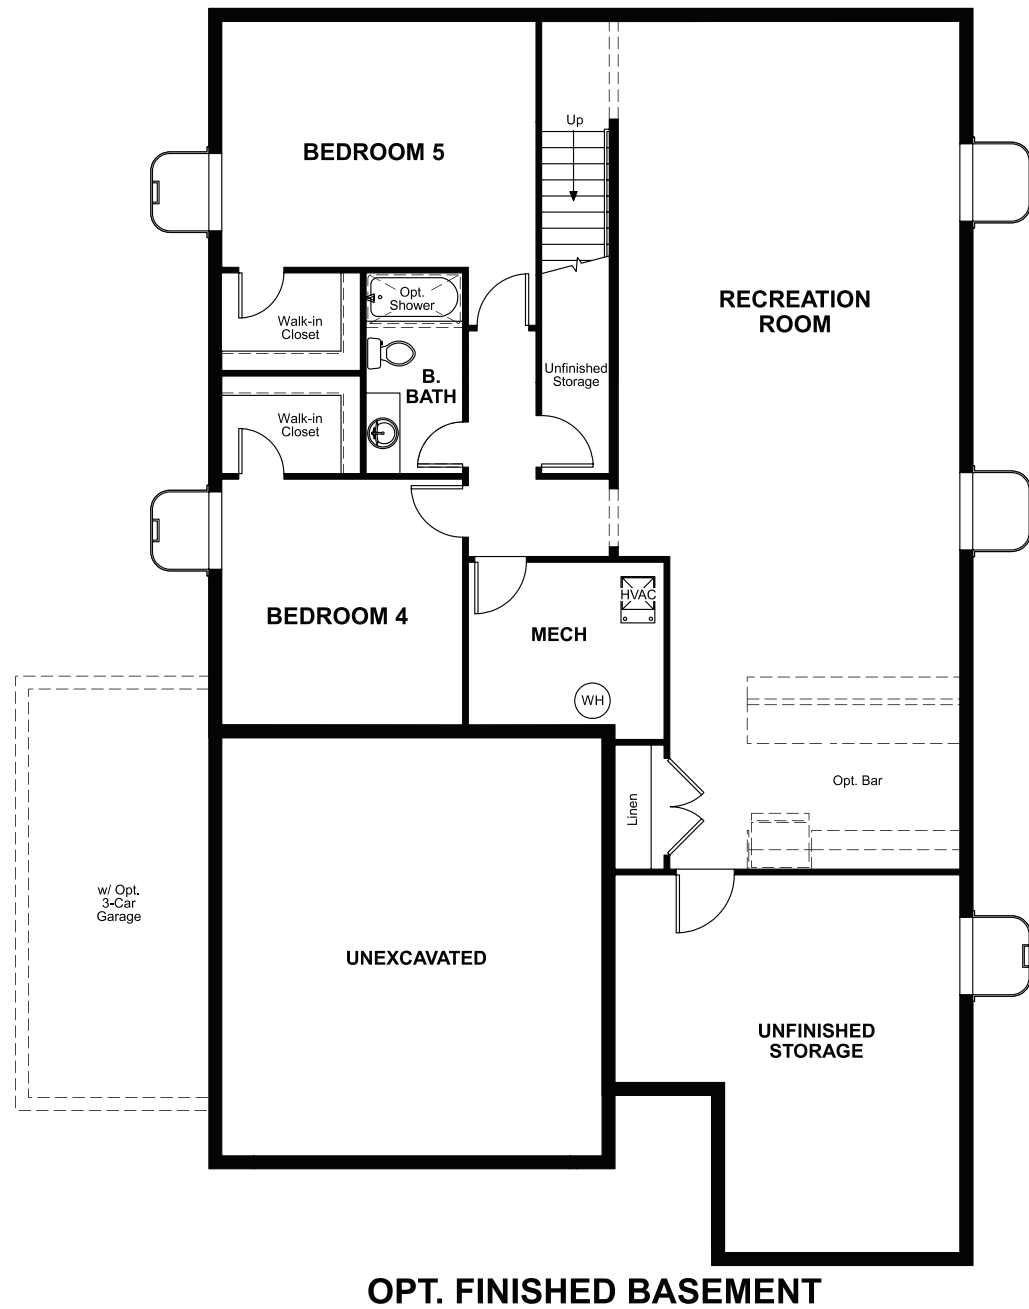 Up
BEDROOM 5
Opt.
Shower
RECREATION
ROOM
Walk-in
Closet
Unfinished
Storage
B.
BATH
Walk-in
Closet
HVAC
BEDROOM 4
MECH
WH
Opt. Bar
Linen
w/ Opt.
3-Car
Garage
UNEXCAVATED
UNFINISHED
STORAGE
OPT. FINISHED BASEMENT